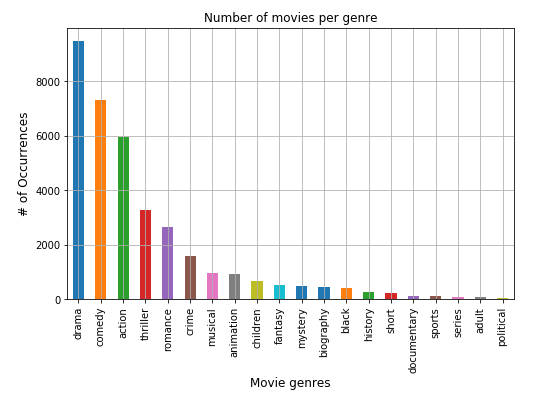 Number of movies per genre
# of Occurrences
8000
6000
4000
2000
0
drama
comedy
action
thriller
romance
crime
musical
animation
children
fantasy
mystery
biography
black
history
short
documentary
sports
series
adult
political
Movie genres